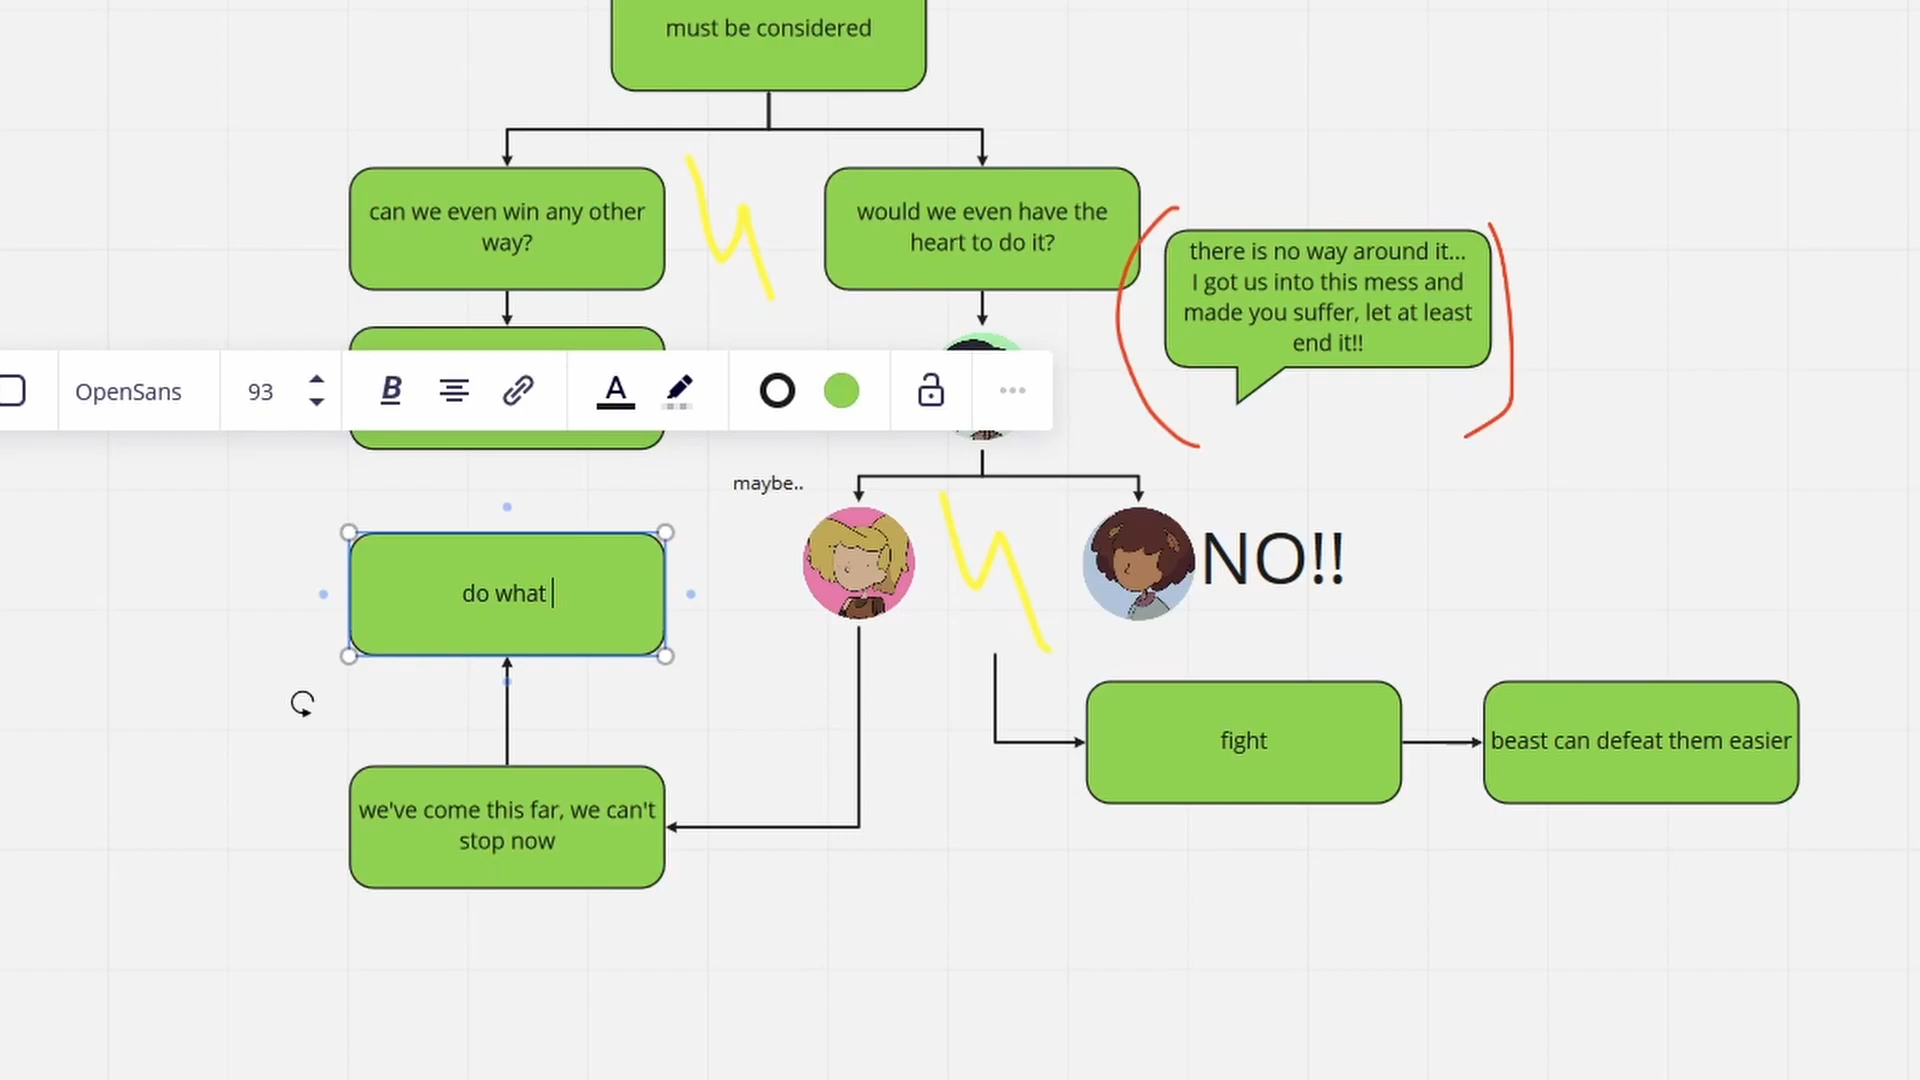 must be considered
can we even win any other
way?
would we even have the
heart to do it?
there is no way around it...
I got us into this mess and
made you suffer, let at least
end it!!
OpenSans
93
B
A
maybe..
NO!!
do what
fight
beast can defeat them easier
we've come this far, we can't
stop now